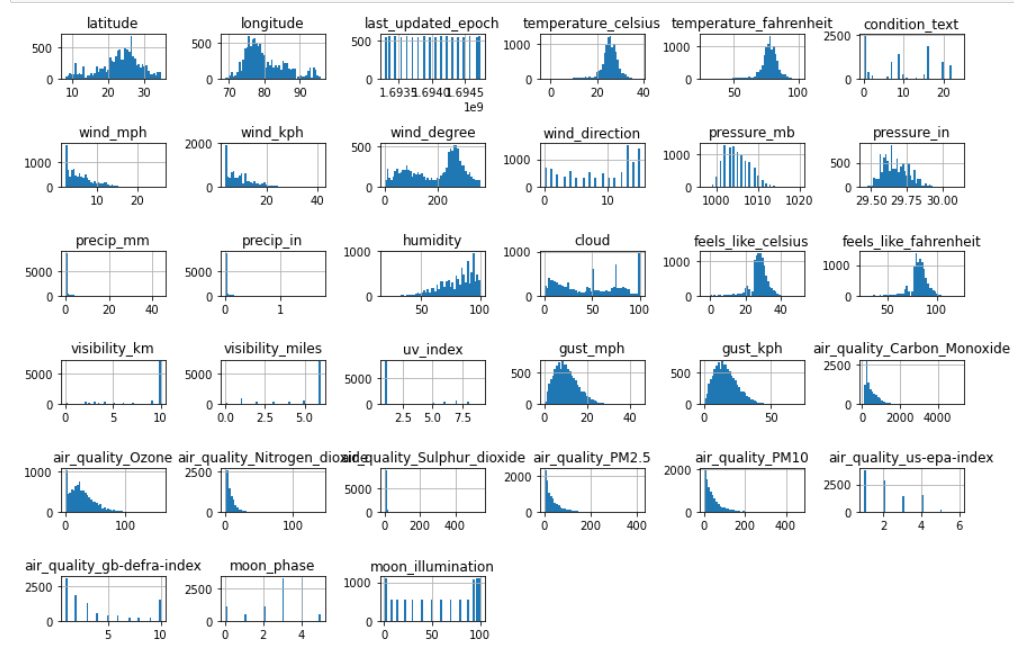 latitude longitude last_updated_epoch temperature_celsius temperature_fahrenheit condition_text
500 500 500 1000 1000 2500
0 0 0 0 0 0
10 20 30 70 80 90 1.6935 1.6940 1.6945 0 20 40 50 100 0 10 20
1e9
wind_mph wind_kph wind_degree wind_direction pressure_mb pressure_in
2000 500
1000 1000 1000 500
0 0 0 0 0 0
10 20 20 40 0 200 0 10 1000 1010 1020 29.50 29.75 30.00
precip_mm precip_in humidity cloud feels_like_celsius feels_like_fahrenheit
1000 1000
5000 5000 500 500 1000 1000
0 0 0 0 0 0
0 20 40 0 1 50 100 0 50 100 0 20 40 50 100
visibility_km visibility_miles uv_index gust_mph gust_kph air_quality_Carbon_Monoxide
5000 5000 5000 500 500 2500
0 0 0 0 0 0
0 5 10 0.0 2.5 5.0 2.5 5.0 7.5 0 20 40 0 50 0 2000 4000
air_quality_Ozone air_quality_Nitrogen_dioxide air_quality_Sulphur_dioxide air_quality_PM2.5 air_quality_PM10 air_quality_us-epa-index
1000 2500 2000 2000
500 5000 1000 2500
0 0 0 0 0 0
0 100 0 100 0 200 400 0 200 400 0 200 400 2 4 6
air_quality_gb-defra-index moon_phase moon_illumination
2500 2500 1000
0 0 0
5 10 0 2 4 0 50 100